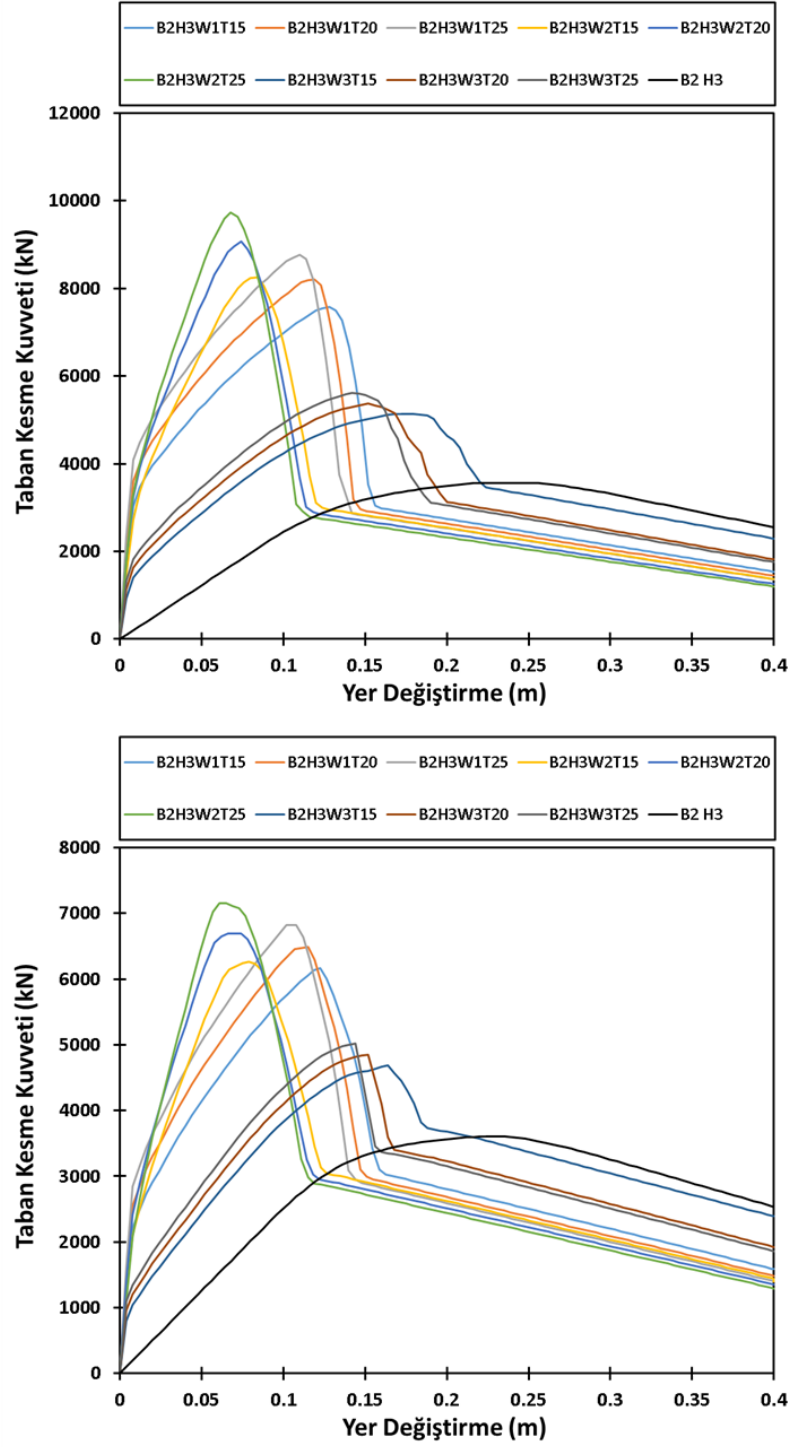 B2H3W1T15 B2H3W1T20 B2H3W1T25 B2H3W2T15 B2H3W2T20
B2H3W2T25 B2H3W3T15 B2H3W3T20 B2H3W3T25 B2 H3
12000
10000
8000
6000
4000
2000
0
Taban Kesme Kuvveti (kN)
0 0.05 0.1 0.15 0.2 0.25 0.3 0.35 0.4
Yer Değiştirme (m)
B2H3W1T15 B2H3W1T20 B2H3W1T25 B2H3W2T15 B2H3W2T20
B2H3W2T25 B2H3W3T15 B2H3W3T20 B2H3W3T25 B2 H3
8000
7000
6000
5000
4000
3000
2000
1000
0
Taban Kesme Kuvveti (kN)
0 0.05 0.1 0.15 0.2 0.25 0.3 0.35 0.4
Yer Değiştirme (m)